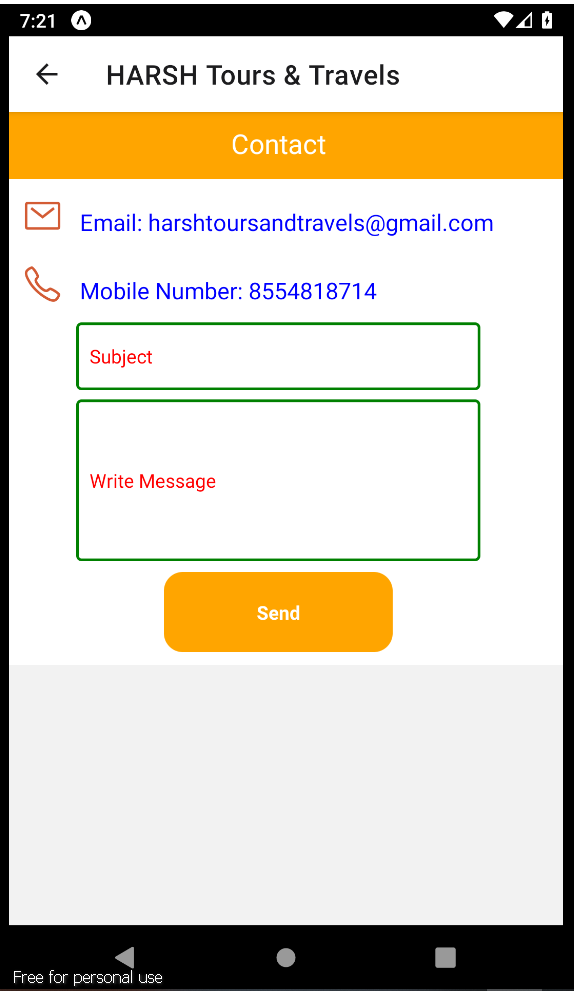 7:21
HARSH Tours & Travels
Contact
Email: harshtoursandtravels@gmail.com
Mobile Number: 8554818714
Subject
Write Message
Send
Free for personal use